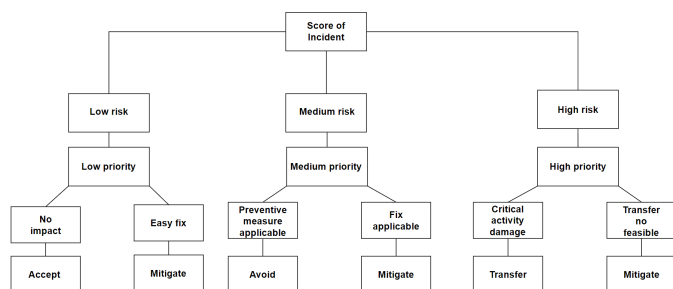 Score of
Incident
Low risk
Medium risk
High risk
Low priority
Medium priority
High priority
No
impact
Easy fix
Preventive
measure
applicable
Fix
applicable
Critical
activity
damage
Transfer
no
feasible
Accept
Mitigate
Avoid
Mitigate
Transfer
Mitigate